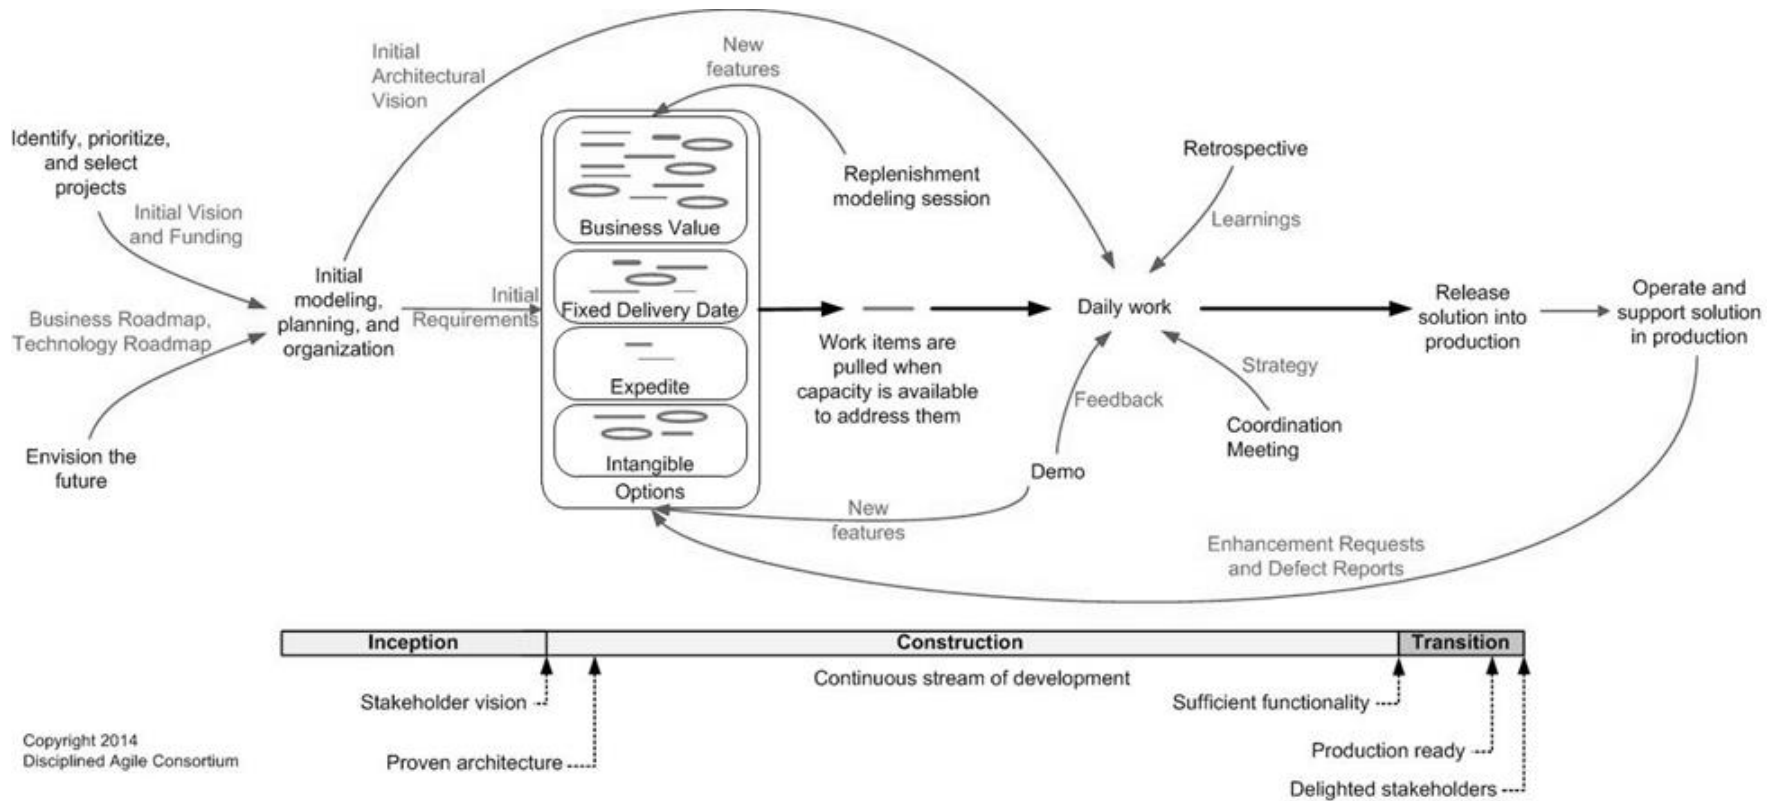 Initial
Architectural
Vision
New
features
Identify, prioritize,
and select
projects
Initial Vision
and Funding
Business Roadmap,
Technology Roadmap
Envision the
future
Initial
modeling,
planning, and
organization
Initial
Requirements
Business Value
Fixed Delivery Date
Expedite
Intangible
Options
Replenishment
modeling session
Work items are
pulled when
capacity is available
to address them
Daily work
Retrospective
Learnings
Strategy
Coordination
Meeting
Feedback
Demo
New
features
Release
solution into
production
Operate and
support solution
in production
Enhancement Requests
and Defect Reports
Inception
Construction
Transition
Continuous stream of development
Stakeholder vision
Proven architecture
Sufficient functionality
Production ready
Delighted stakeholders
Copyright 2014
Disciplined Agile Consortium